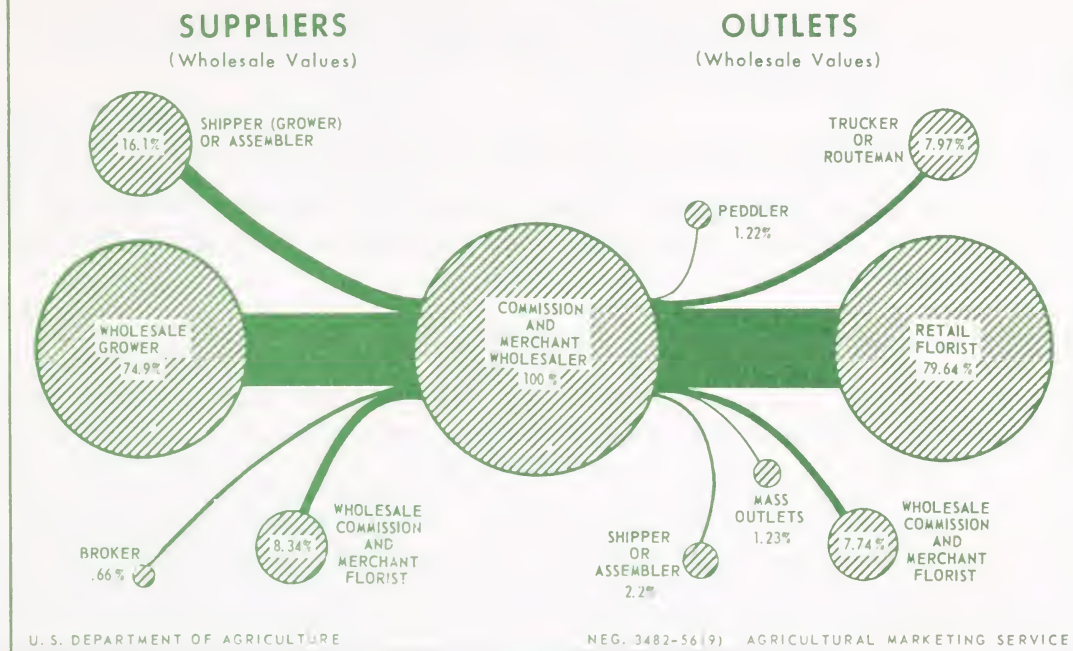 SUPPLIERS
(Wholesale Values)
OUTLETS
(Wholesale Values)
16.1%
SHIPPER (GROWER)
OR ASSEMBLER
TRUCKER
OR
ROUTEMAN
7.97%
PEDDLER
1.22%
WHOLESALE
GROWER
74.9%
COMMISSION
AND
MERCHANT
WHOLESALER
100 %
RETAIL
FLORIST
79.64 %
BROKER
.66%
8.34%
WHOLESALE
COMMISSION
AND
MERCHANT
FLORIST
SHIPPER
OR
ASSEMBLER
2.2%
MASS
OUTLETS
1.23%
7.74%
WHOLESALE
COMMISSION
AND
MERCHANT
FLORIST
U. S. DEPARTMENT OF AGRICULTURE
NEG. 3482-56(9) AGRICULTURAL MARKETING SERVICE